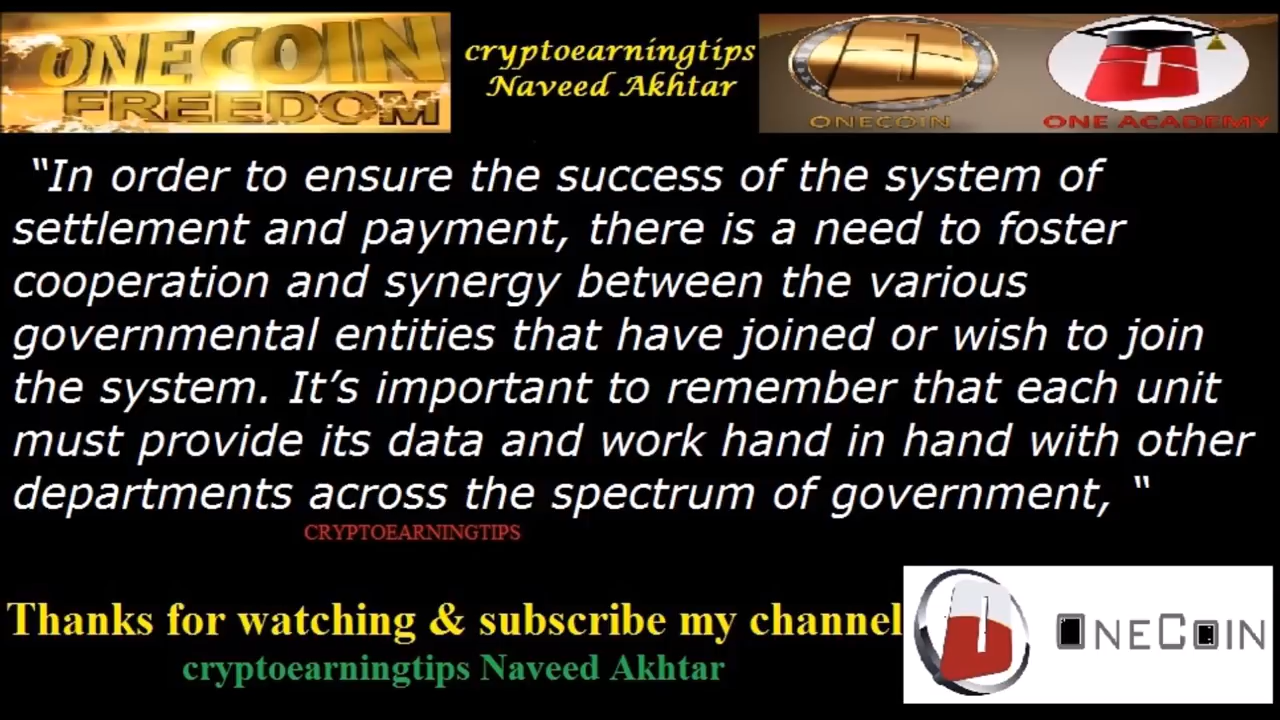 ONECOIN
FREEDOM
cryptoearningtips
Naveed Akhtar
ONECOIN
ONE ACADEMY
“In order to ensure the success of the system of
settlement and payment, there is a need to foster
cooperation and synergy between the various
governmental entities that have joined or wish to join
the system. It’s important to remember that each unit
must provide its data and work hand in hand with other
departments across the spectrum of government, “
CRYPTOEARNINGTIPS
Thanks for watching & subscribe my channel
cryptoearningtips Naveed Akhtar
ONECOIN